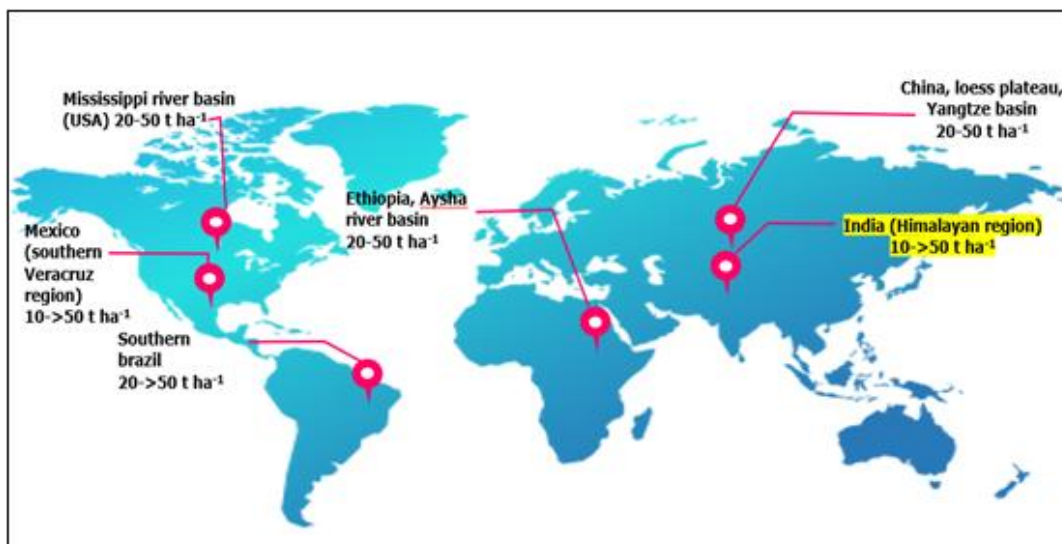 Mississippi river basin
(USA) 20-50 t ha⁻¹
China, loess plateau,
Yangtze basin
20-50 t ha⁻¹
Ethiopia, Aysha
river basin
20-50 t ha⁻¹
India (Himalayan region)
10->50 t ha⁻¹
Mexico
(southern
Veracruz
region)
10->50 t ha⁻¹
Southern
brazil
20->50 t ha⁻¹